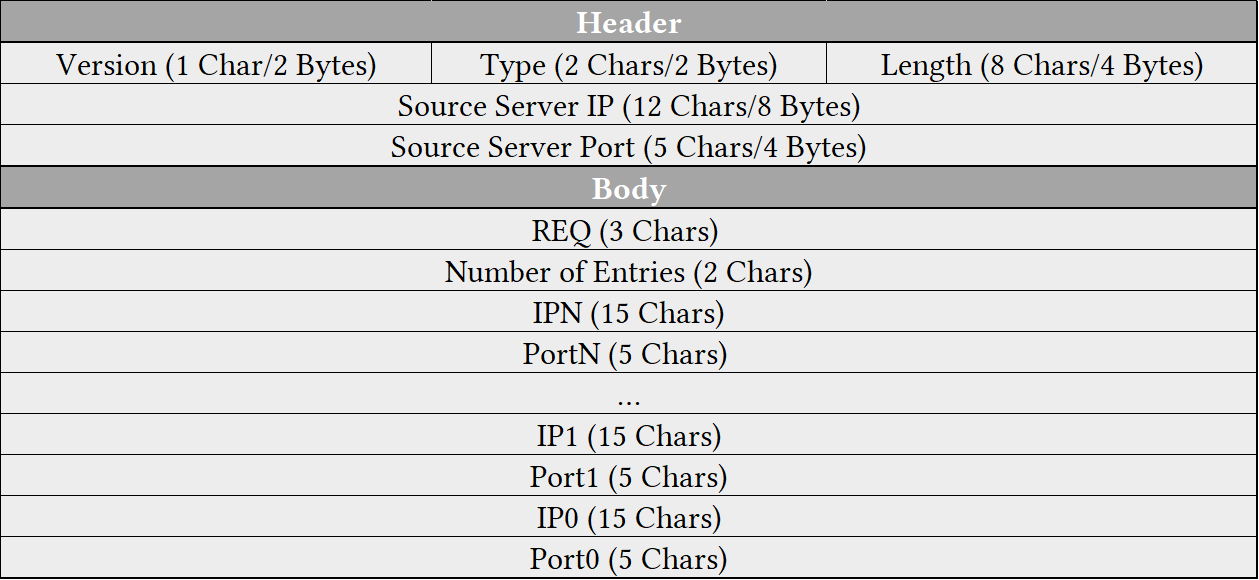 Header
Version (1 Char/2 Bytes) Type (2 Chars/2 Bytes) Length (8 Chars/4 Bytes)
Source Server IP (12 Chars/8 Bytes)
Source Server Port (5 Chars/4 Bytes)
Body
REQ (3 Chars)
Number of Entries (2 Chars)
IPN (15 Chars)
PortN (5 Chars)
...
IP1 (15 Chars)
Port1 (5 Chars)
IP0 (15 Chars)
Port0 (5 Chars)